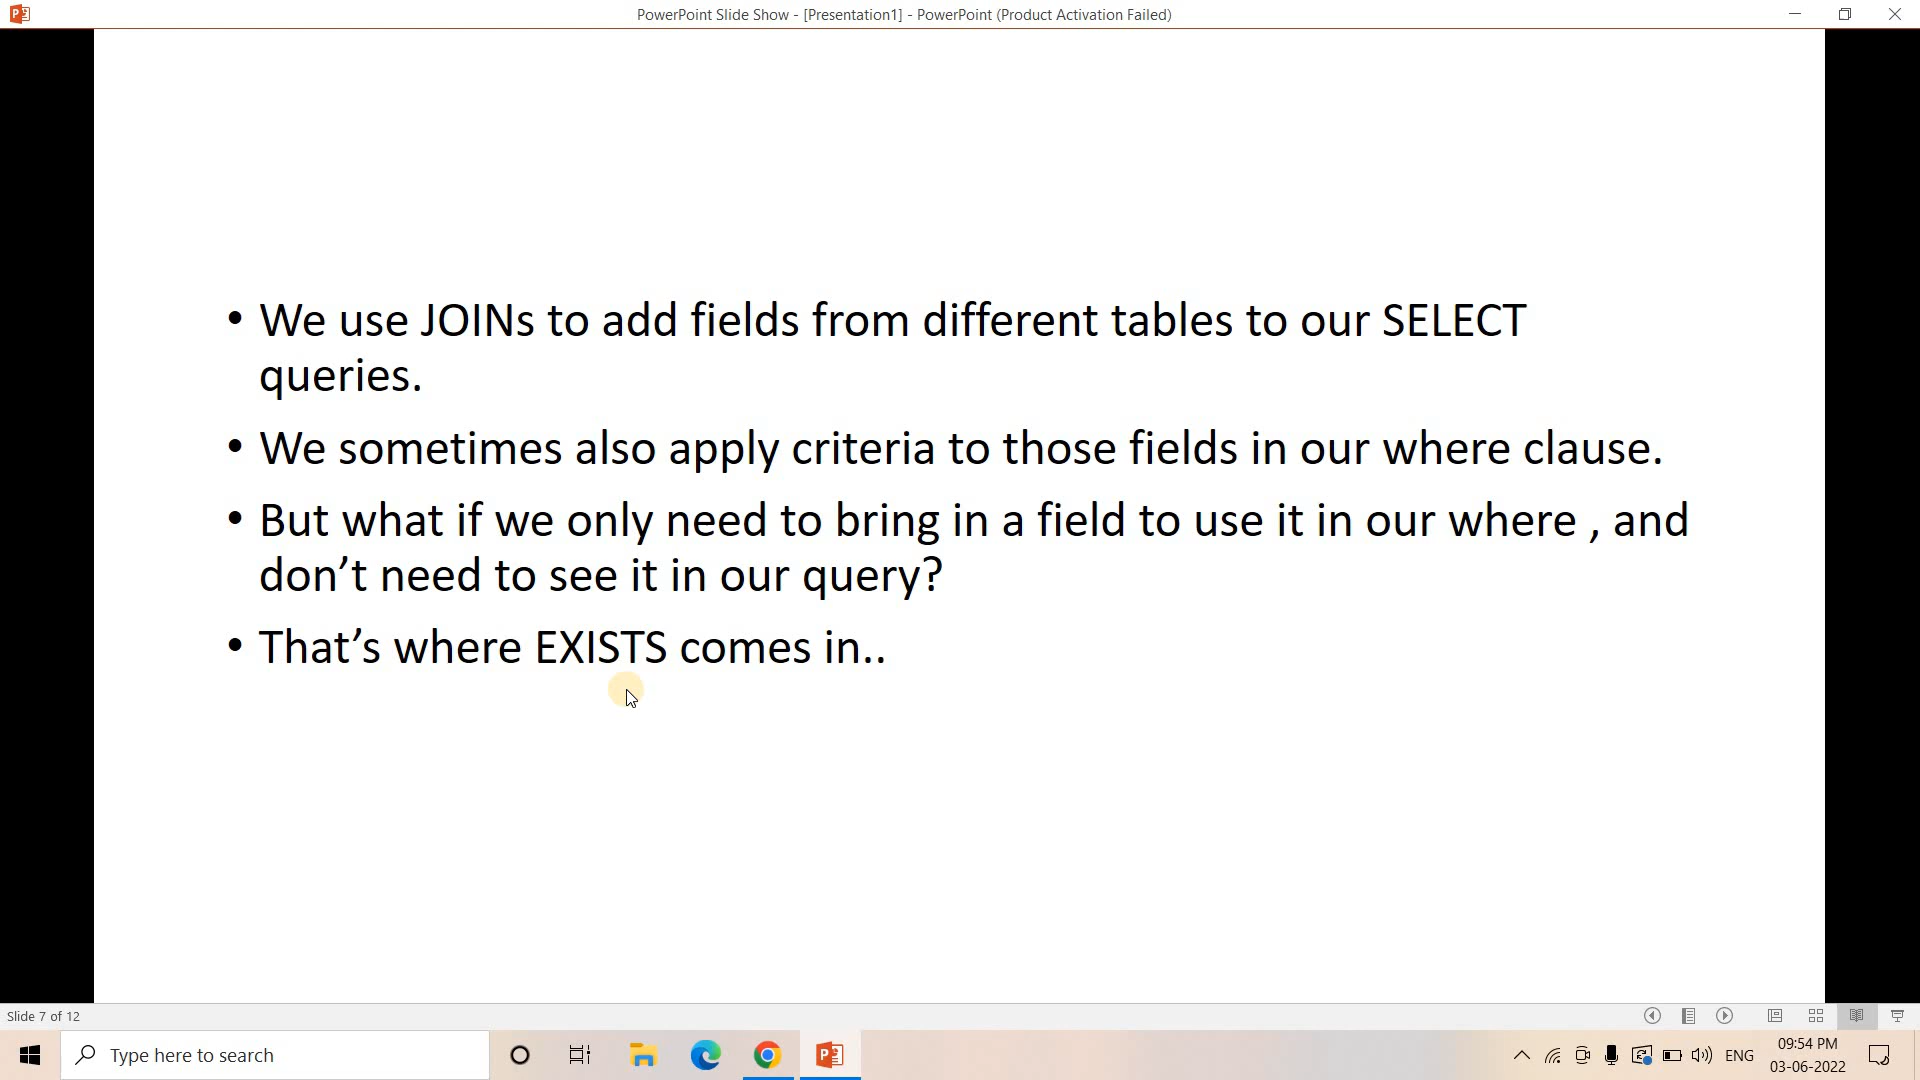 PowerPoint Slide Show - [Presentation1] - PowerPoint (Product Activation Failed)
• We use JOINs to add fields from different tables to our SELECT
queries.
• We sometimes also apply criteria to those fields in our where clause.
• But what if we only need to bring in a field to use it in our where , and
don’t need to see it in our query?
• That’s where EXISTS comes in..
Slide 7 of 12
Type here to search
ENG
09:54 PM
03-06-2022